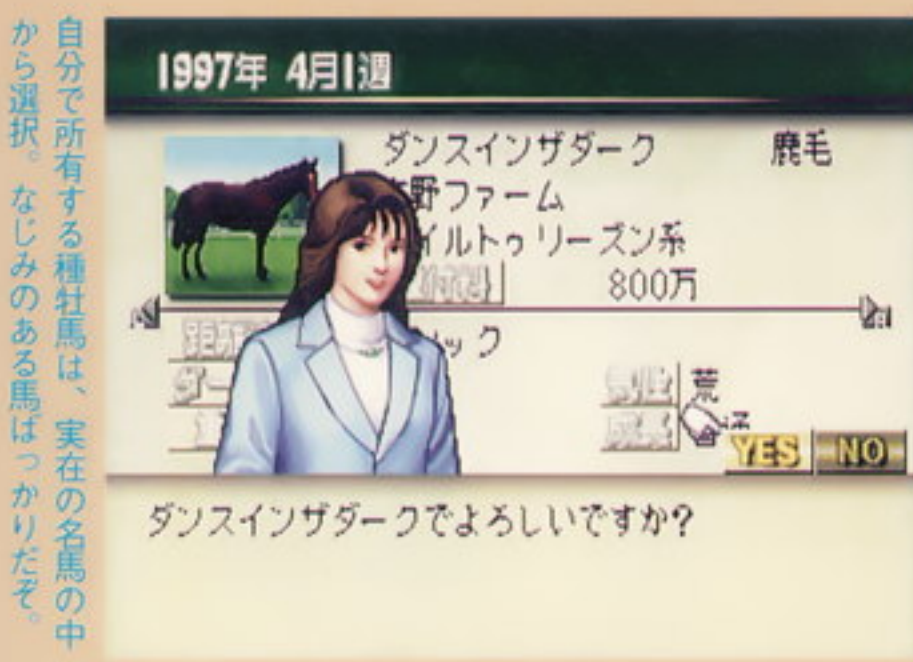 自分で所有する種牡馬は、実在の名馬の中
から選択。なじみのある馬ばっかりだぞ。
1997年 4月1週
ダンスインザダーク 鹿毛
野ファーム
イルトゥリーズン系
800万
ック
荒
YES NO
ダンスインザダークでよろしいですか?